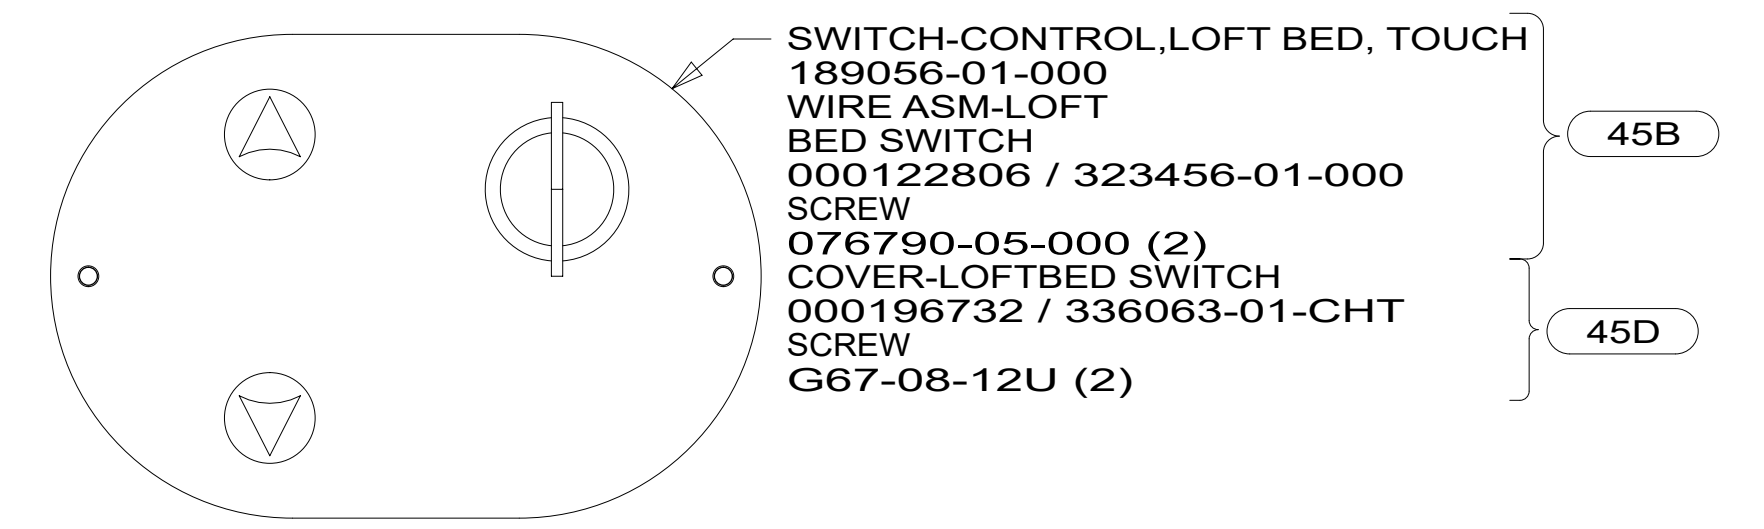 SWITCH-CONTROL,LOFT BED, TOUCH
189056-01-000
WIRE ASM-LOFT
BED SWITCH
000122806 / 323456-01-000
SCREW
076790-05-000 (2)
45B
COVER-LOFTBED SWITCH
000196732 / 336063-01-CHT
SCREW
G67-08-12U (2)
45D